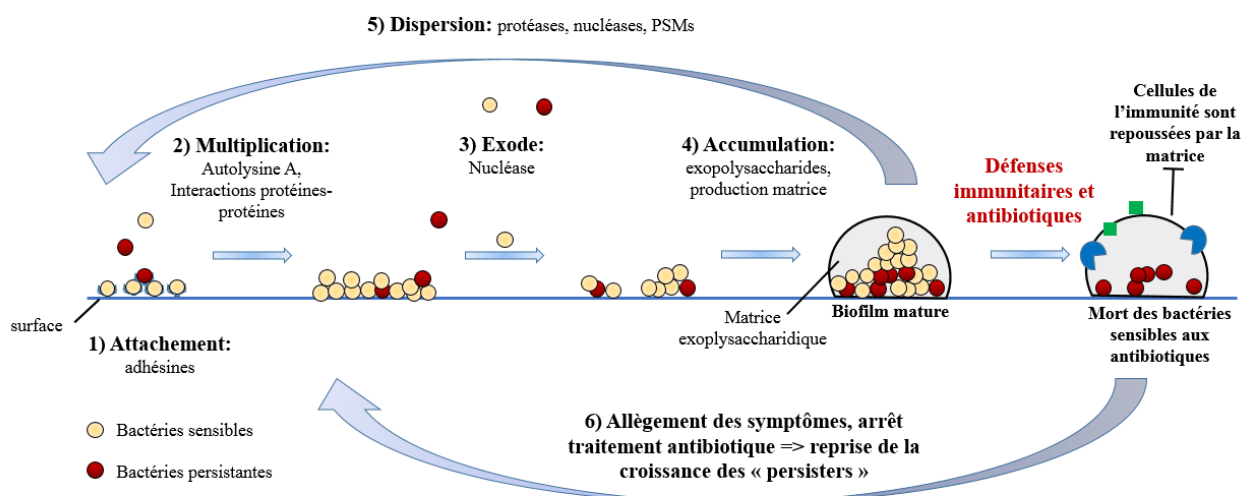 5) Dispersion: protéases, nucléases, PSMs
2) Multiplication:
Autolysine A,
Interactions protéines-
protéines
3) Exode:
Nucléase
4) Accumulation:
exopolysaccharides,
production matrice
Défenses
immunitaires et
antibiotiques
Cellules de
l’immunité sont
repoussées par la
matrice
surface
1) Attachement:
adhésines
Matrice
exoplysaccharidique
Biofilm mature
Mort des bactéries
sensibles aux
antibiotiques
Bactéries sensibles
Bactéries persistantes
6) Allègement des symptômes, arrêt
traitement antibiotique => reprise de la
croissance des « persisters »